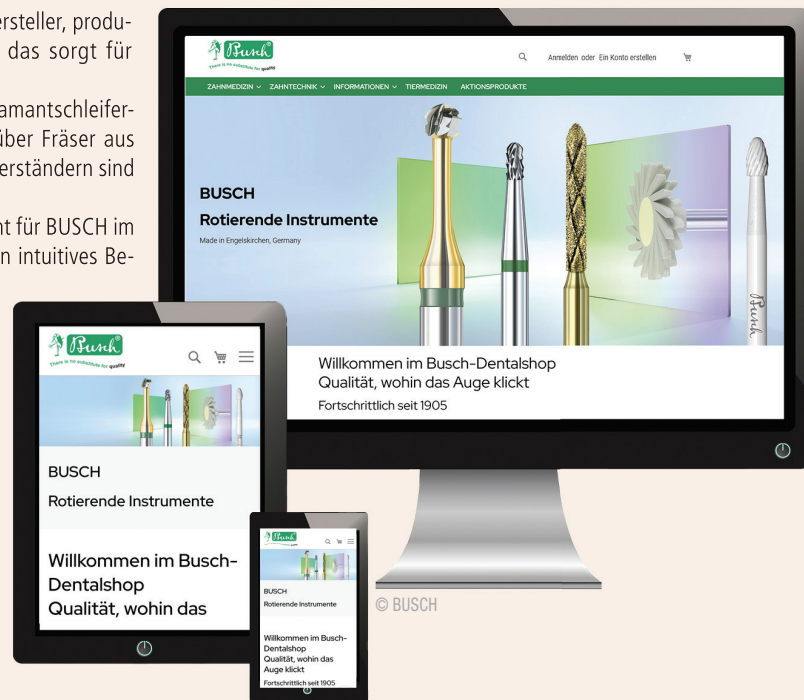 ersteller, produ-
das sorgt für
amantschleifer-
über Fräser aus
erständern sind
nt für BUSCH im
n intuitives Be-
Busch®
There is no substitute for quality
Anmelden oder Ein Konto erstellen
ZAHNMEDIZIN ZAHNTECHNIK INFORMATIONEN TIERMEDIZIN AKTIONSPRODUKTE
BUSCH
Rotierende Instrumente
Made in Engelskirchen, Germany
Busch
Willkommen im Busch-Dentalshop
Qualität, wohin das Auge klickt
Fortschrittlich seit 1905
Busch®
There is no substitute for quality
BUSCH
Rotierende Instrumente
Willkommen im Busch-
Dentalshop
Qualität, wohin das
Busch
BUSCH
Rotierende Instrumente
Willkommen im Busch-
Dentalshop
Qualität, wohin das
Auge klickt
Fortschrittlich seit 1905
© BUSCH